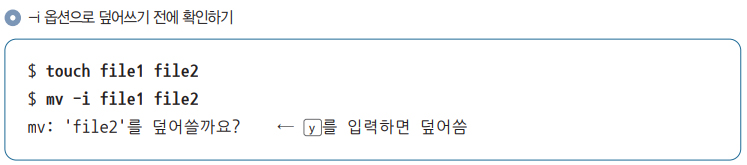 -i 옵션으로 덮어쓰기 전에 확인하기
$ touch file1 file2
$ mv -i file1 file2
mv: 'file2'를 덮어쓸까요? ← y를 입력하면 덮어씀